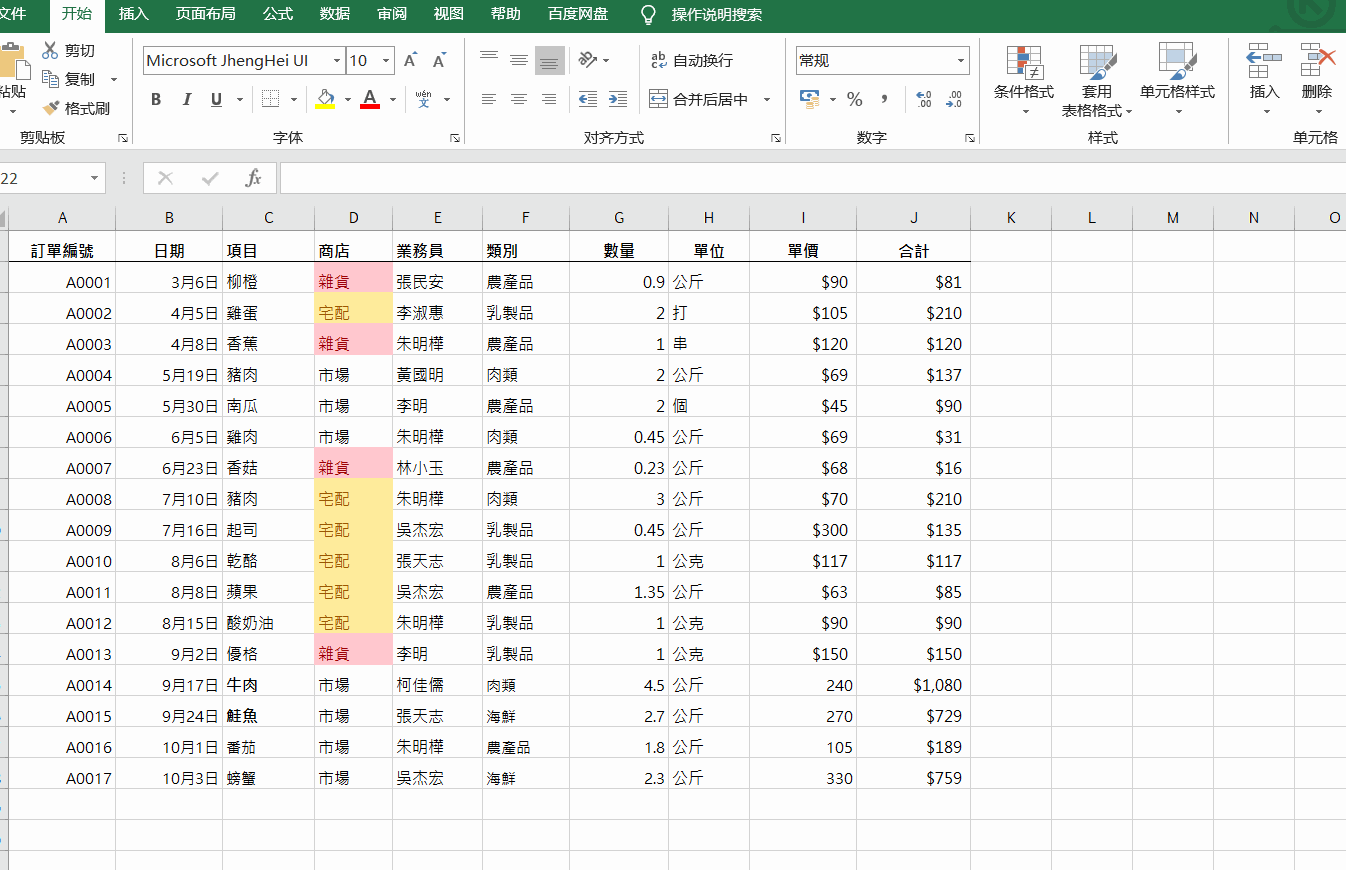 文件 开始 插入 页面布局 公式 数据 审阅 视图 帮助 百度网盘 操作说明搜索
剪切
复制
格式刷
粘贴
剪贴板
Microsoft JhengHei UI 10 A A
B I U A wén 文
字体
ab 自动换行
合并后居中
对齐方式
常规
% , .00 .0
数字
条件格式 套用 表格格式 单元格样式
样式
插入 删除
单元格
22 fx
A B C D E F G H I J K L M N O
訂單編號 日期 項目 商店 業務員 類別 數量 單位 單價 合計
A0001 3月6日 柳橙 雜貨 張民安 農產品 0.9 公斤 $90 $81
A0002 4月5日 雞蛋 宅配 李淑惠 乳製品 2 打 $105 $210
A0003 4月8日 香蕉 雜貨 朱明樺 農產品 1 串 $120 $120
A0004 5月19日 豬肉 市場 黃國明 肉類 2 公斤 $69 $137
A0005 5月30日 南瓜 市場 李明 農產品 2 個 $45 $90
A0006 6月5日 雞肉 市場 朱明樺 肉類 0.45 公斤 $69 $31
A0007 6月23日 香菇 雜貨 林小玉 農產品 0.23 公斤 $68 $16
A0008 7月10日 豬肉 宅配 朱明樺 肉類 3 公斤 $70 $210
A0009 7月16日 起司 宅配 吳杰宏 乳製品 0.45 公斤 $300 $135
A0010 8月6日 乾酪 宅配 張天志 乳製品 1 公克 $117 $117
A0011 8月8日 蘋果 宅配 吳杰宏 農產品 1.35 公斤 $63 $85
A0012 8月15日 酸奶油 宅配 朱明樺 乳製品 1 公克 $90 $90
A0013 9月2日 優格 雜貨 李明 乳製品 1 公克 $150 $150
A0014 9月17日 牛肉 市場 柯佳儒 肉類 4.5 公斤 240 $1,080
A0015 9月24日 鮭魚 市場 張天志 海鮮 2.7 公斤 270 $729
A0016 10月1日 番茄 市場 朱明樺 農產品 1.8 公斤 105 $189
A0017 10月3日 螃蟹 市場 吳杰宏 海鮮 2.3 公斤 330 $759